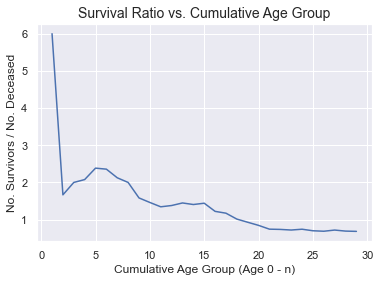 Survival Ratio vs. Cumulative Age Group
No. Survivors / No. Deceased
6
5
4
3
2
1
0 5 10 15 20 25 30
Cumulative Age Group (Age 0 - n)